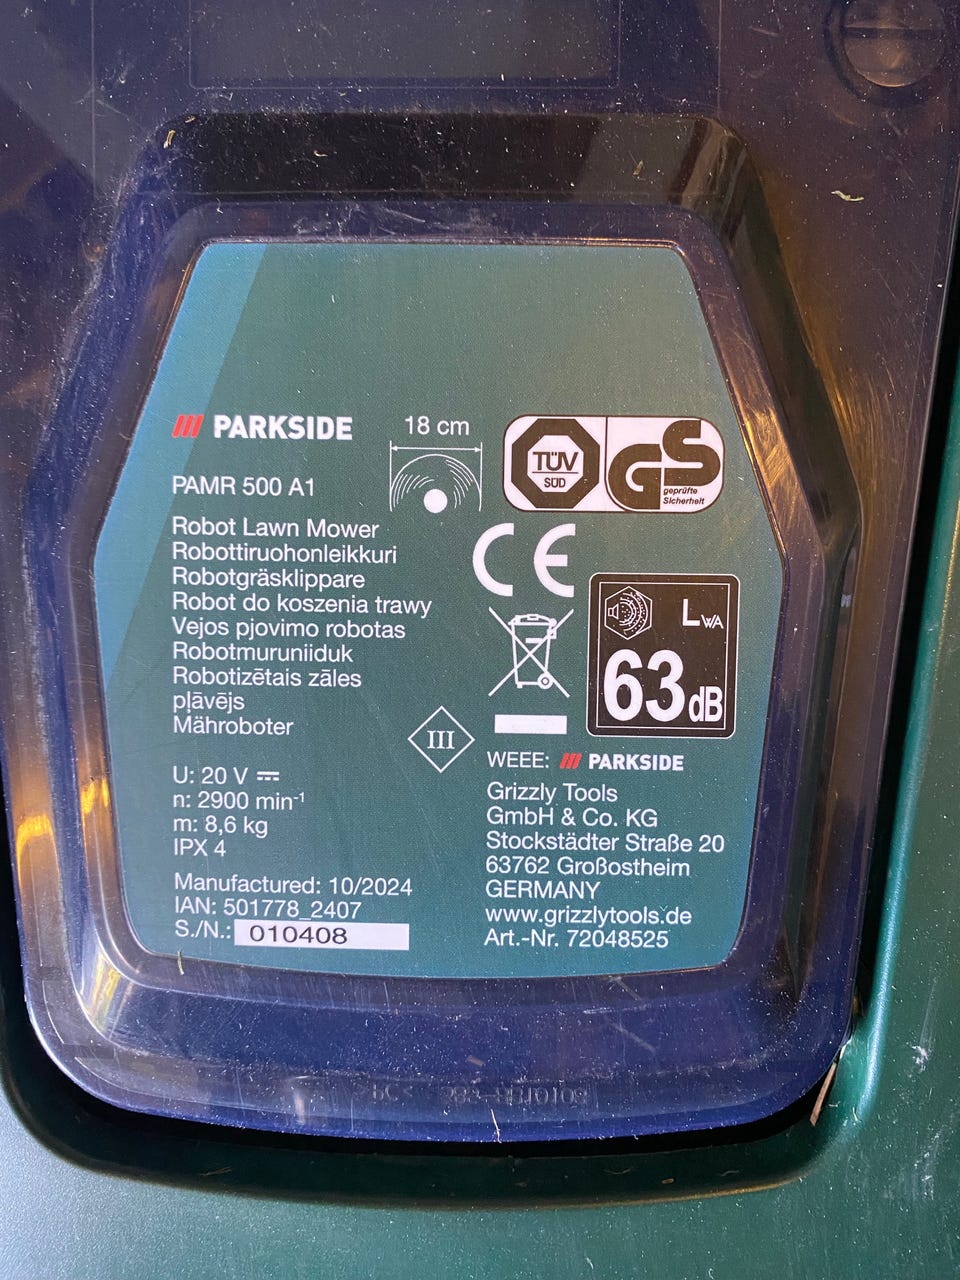 PARKSIDE
18 cm
TÜV
SÜD
GS
geprüfte
Sicherheit
PAMR 500 A1
CE
Robot Lawn Mower
Robottiruohonleikkuri
Robotgräsklippare
Robot do koszenia trawy
Vejos pjovimo robotas
Robotmuruniiduk
Robotizētais zāles
pļāvējs
Mähroboter
LWA
63 dB
III
WEEE: PARKSIDE
U: 20 V ⎓
n: 2900 min⁻¹
m: 8,6 kg
IPX 4
Manufactured: 10/2024
IAN: 501778_2407
S./N.: 010408
Grizzly Tools
GmbH & Co. KG
Stockstädter Straße 20
63762 Großostheim
GERMANY
www.grizzlytools.de
Art.-Nr. 72048525